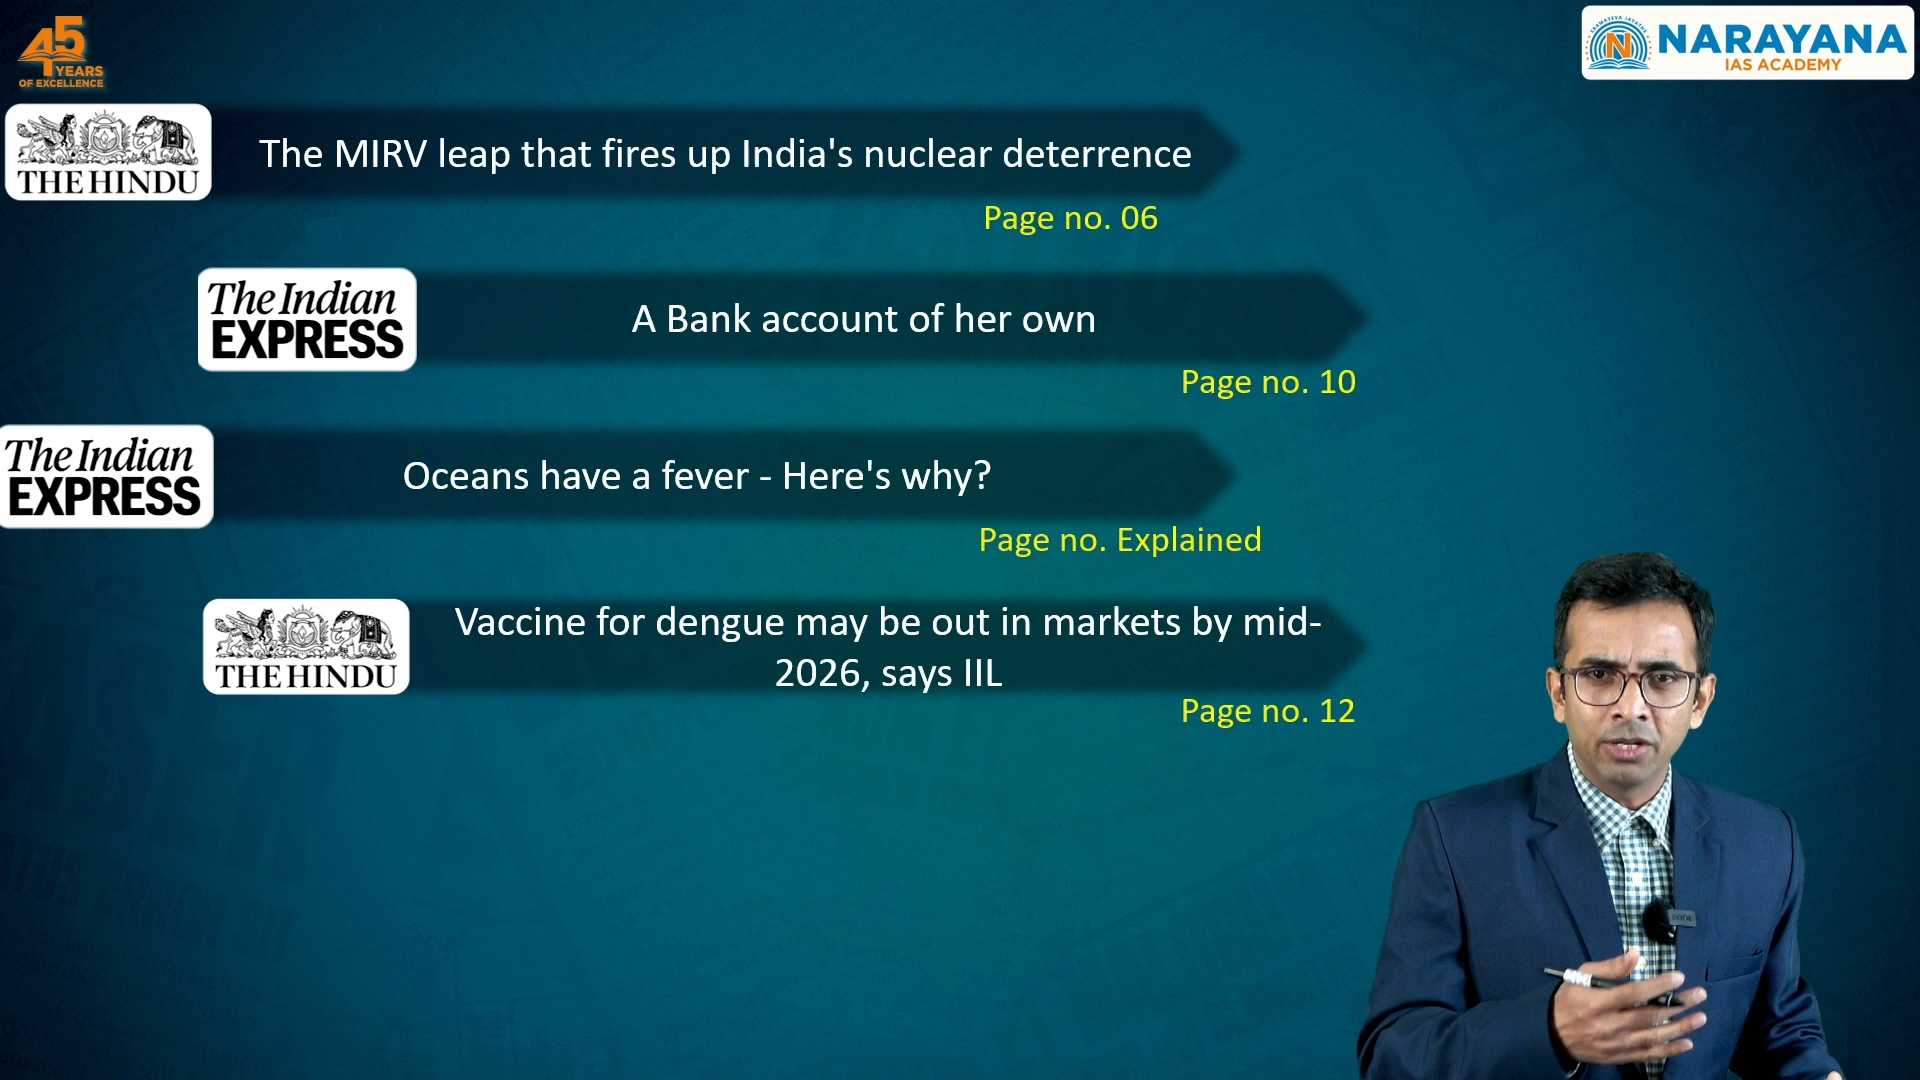 45
YEARS
OF EXCELLENCE
SAMAYEVA JAYATHE
N
NARAYANA
IAS ACADEMY
THE HINDU
The MIRV leap that fires up India's nuclear deterrence
Page no. 06
The Indian
EXPRESS
A Bank account of her own
Page no. 10
The Indian
EXPRESS
Oceans have a fever - Here's why?
Page no. Explained
THE HINDU
Vaccine for dengue may be out in markets by mid-
2026, says IIL
Page no. 12
RODE